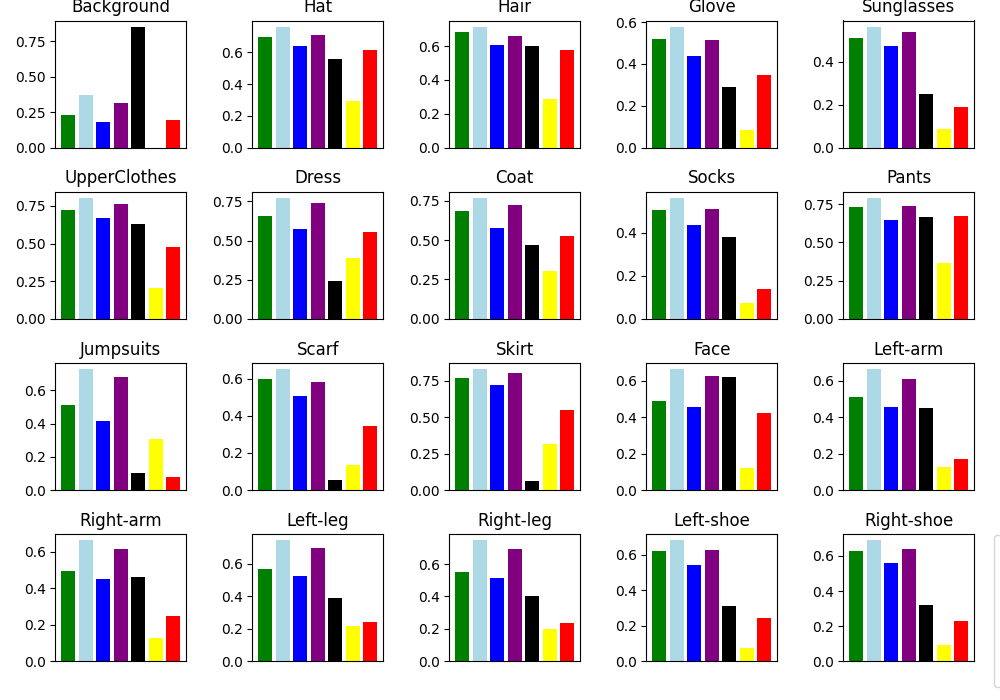 Background Hat Hair Glove Sunglasses
0.75 0.50 0.25 0.00
0.6 0.4 0.2 0.0
0.6 0.4 0.2 0.0
0.6 0.4 0.2 0.0
0.4 0.2 0.0
UpperClothes Dress Coat Socks Pants
0.75 0.50 0.25 0.00
0.75 0.50 0.25 0.00
0.75 0.50 0.25 0.00
0.4 0.2 0.0
0.75 0.50 0.25 0.00
Jumpsuits Scarf Skirt Face Left-arm
0.6 0.4 0.2 0.0
0.6 0.4 0.2 0.0
0.75 0.50 0.25 0.00
0.6 0.4 0.2 0.0
0.6 0.4 0.2 0.0
Right-arm Left-leg Right-leg Left-shoe Right-shoe
0.6 0.4 0.2 0.0
0.6 0.4 0.2 0.0
0.6 0.4 0.2 0.0
0.6 0.4 0.2 0.0
0.6 0.4 0.2 0.0